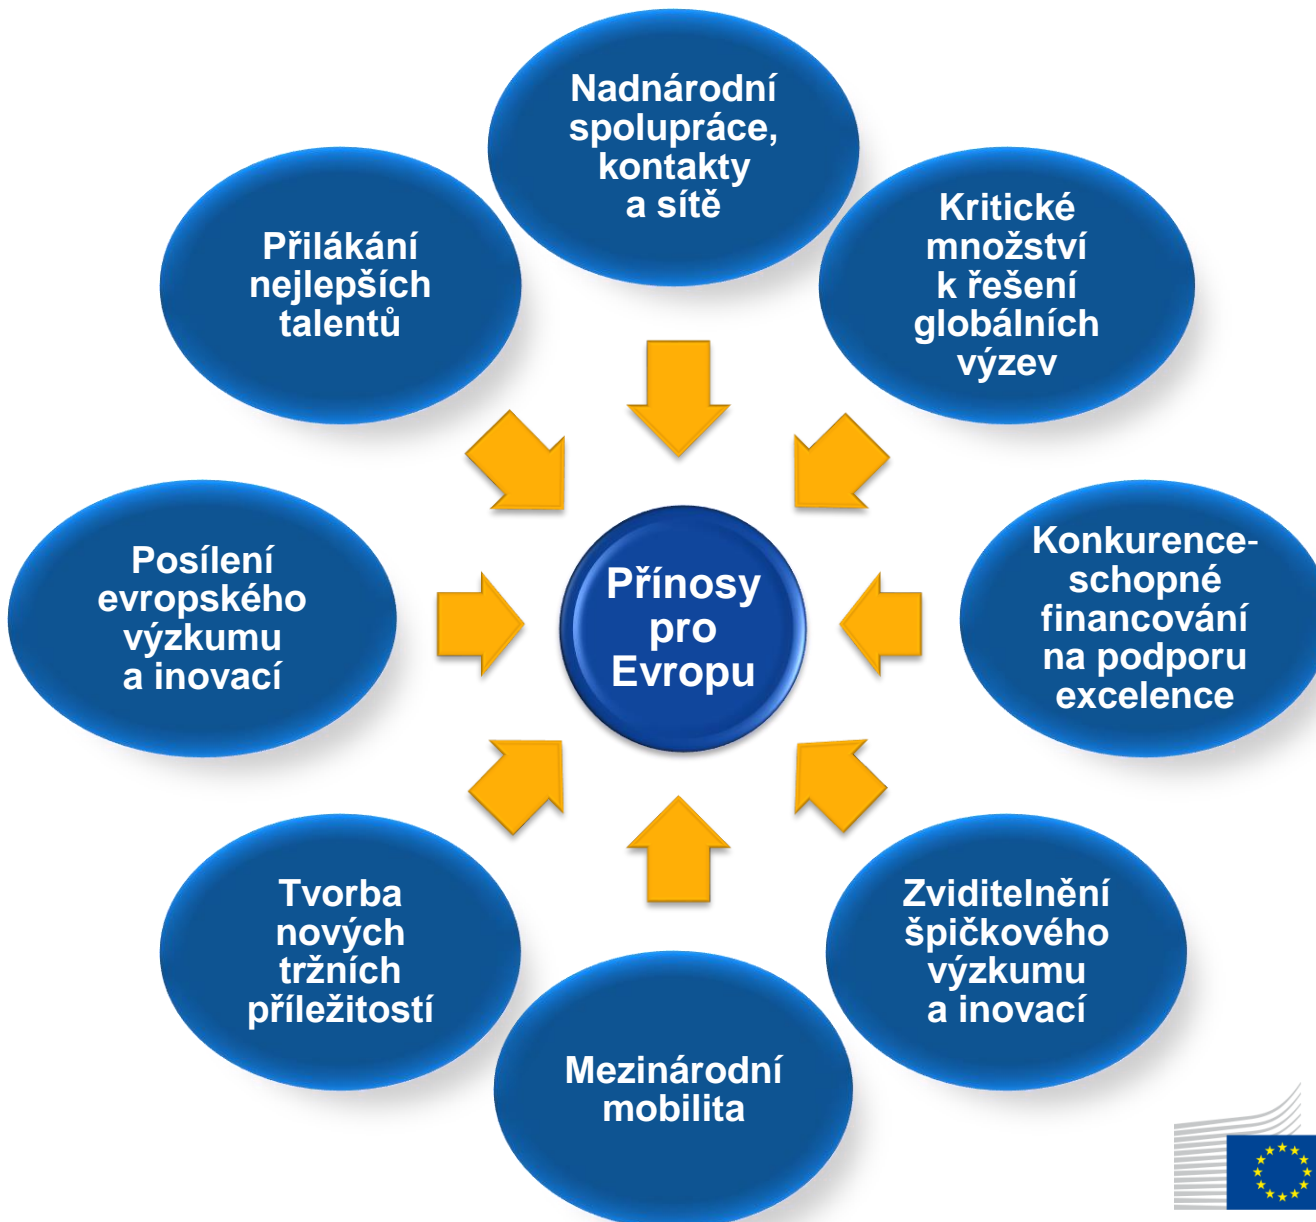 Nadnárodní
spolupráce,
kontakty
a sítě
Kritické
množství
k řešení
globálních
výzev
Přilákání
nejlepších
talentů
Konkurence-
schopné
financování
na podporu
excelence
Posílení
evropského
výzkumu
a inovací
Přínosy
pro
Evropu
Zviditelnění
špičkového
výzkumu
a inovací
Tvorba
nových
tržních
příležitostí
Mezinárodní
mobilita